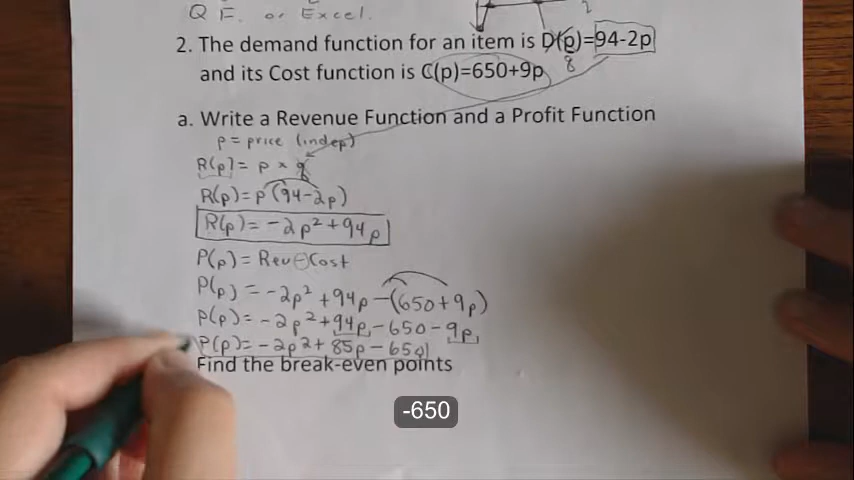 Q F. or Excel.
2
2. The demand function for an item is D(p)=94-2p
8
and its Cost function is C(p)=650+9p
a. Write a Revenue Function and a Profit Function
p = price (indep)
R(p) = p × q
R(p) = p (94-2p)
R(p) = -2p² + 94p
P(p) = Rev - Cost
P(p) = -2p² + 94p - (650 + 9p)
P(p) = -2p² + 94p - 650 - 9p
P(p) = -2p² + 85p - 650
Find the break-even points
-650